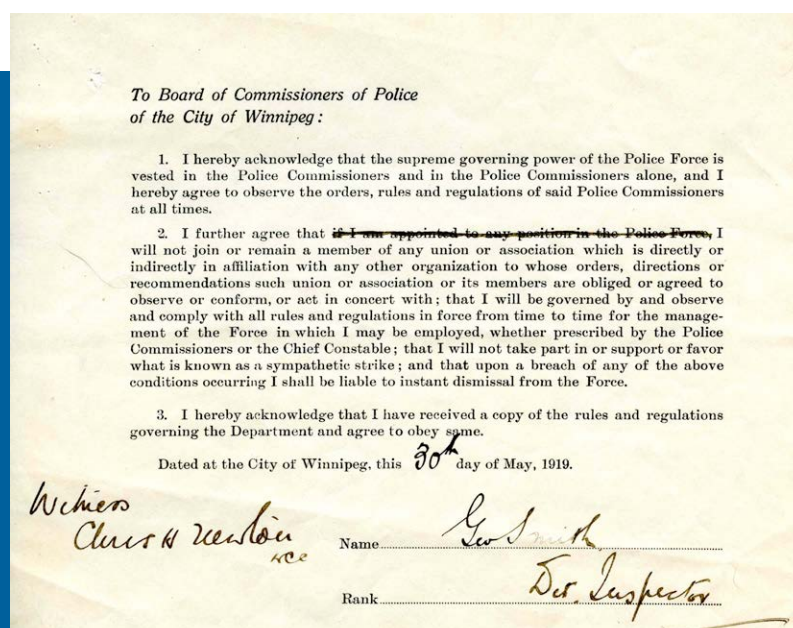 To Board of Commissioners of Police
of the City of Winnipeg:
1. I hereby acknowledge that the supreme governing power of the Police Force is
vested in the Police Commissioners and in the Police Commissioners alone, and I
hereby agree to observe the orders, rules and regulations of said Police Commissioners
at all times.
2. I further agree that if I am appointed to any position in the Police Force, I
will not join or remain a member of any union or association which is directly or
indirectly in affiliation with any other organization to whose orders, directions or
recommendations such union or association or its members are obliged or agreed to
observe or conform, or act in concert with; that I will be governed by and observe
and comply with all rules and regulations in force from time to time for the manage-
ment of the Force in which I may be employed, whether prescribed by the Police
Commissioners or the Chief Constable; that I will not take part in or support or favor
what is known as a sympathetic strike; and that upon a breach of any of the above
conditions occurring I shall be liable to instant dismissal from the Force.
3. I hereby acknowledge that I have received a copy of the rules and regulations
governing the Department and agree to obey same.
Dated at the City of Winnipeg, this 30th day of May, 1919.
Witness
Chris H Newton
Name Geo Smith
Rank Det. Inspector